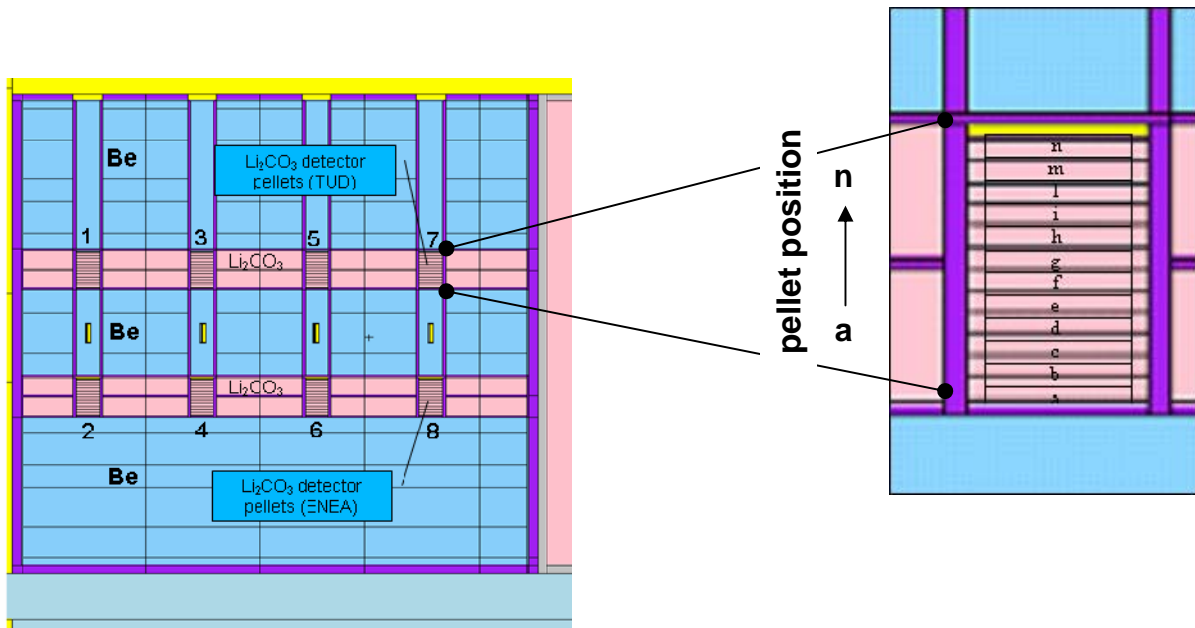 Be
Li₂CO₃ detector
pellets (TUD)
1 3 5 7
Li₂CO₃
Be
Li₂CO₃
2 4 6 8
Be
Li₂CO₃ detector
pellets (ENEA)
pellet position
n
a
n
m
l
i
h
g
f
e
d
c
b
a